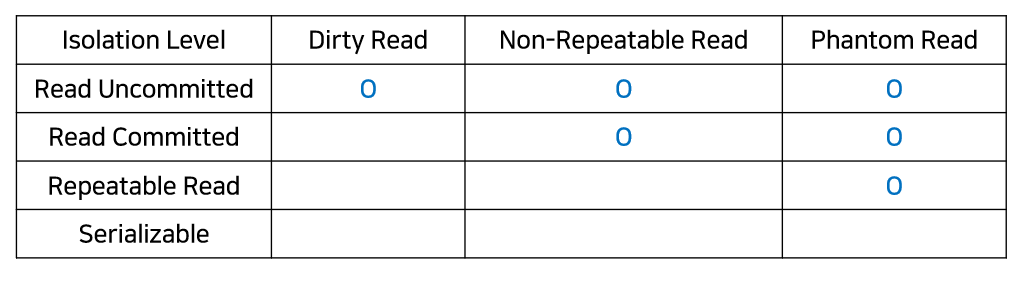 Isolation Level Dirty Read Non-Repeatable Read Phantom Read
Read Uncommitted O O O
Read Committed O O
Repeatable Read O
Serializable